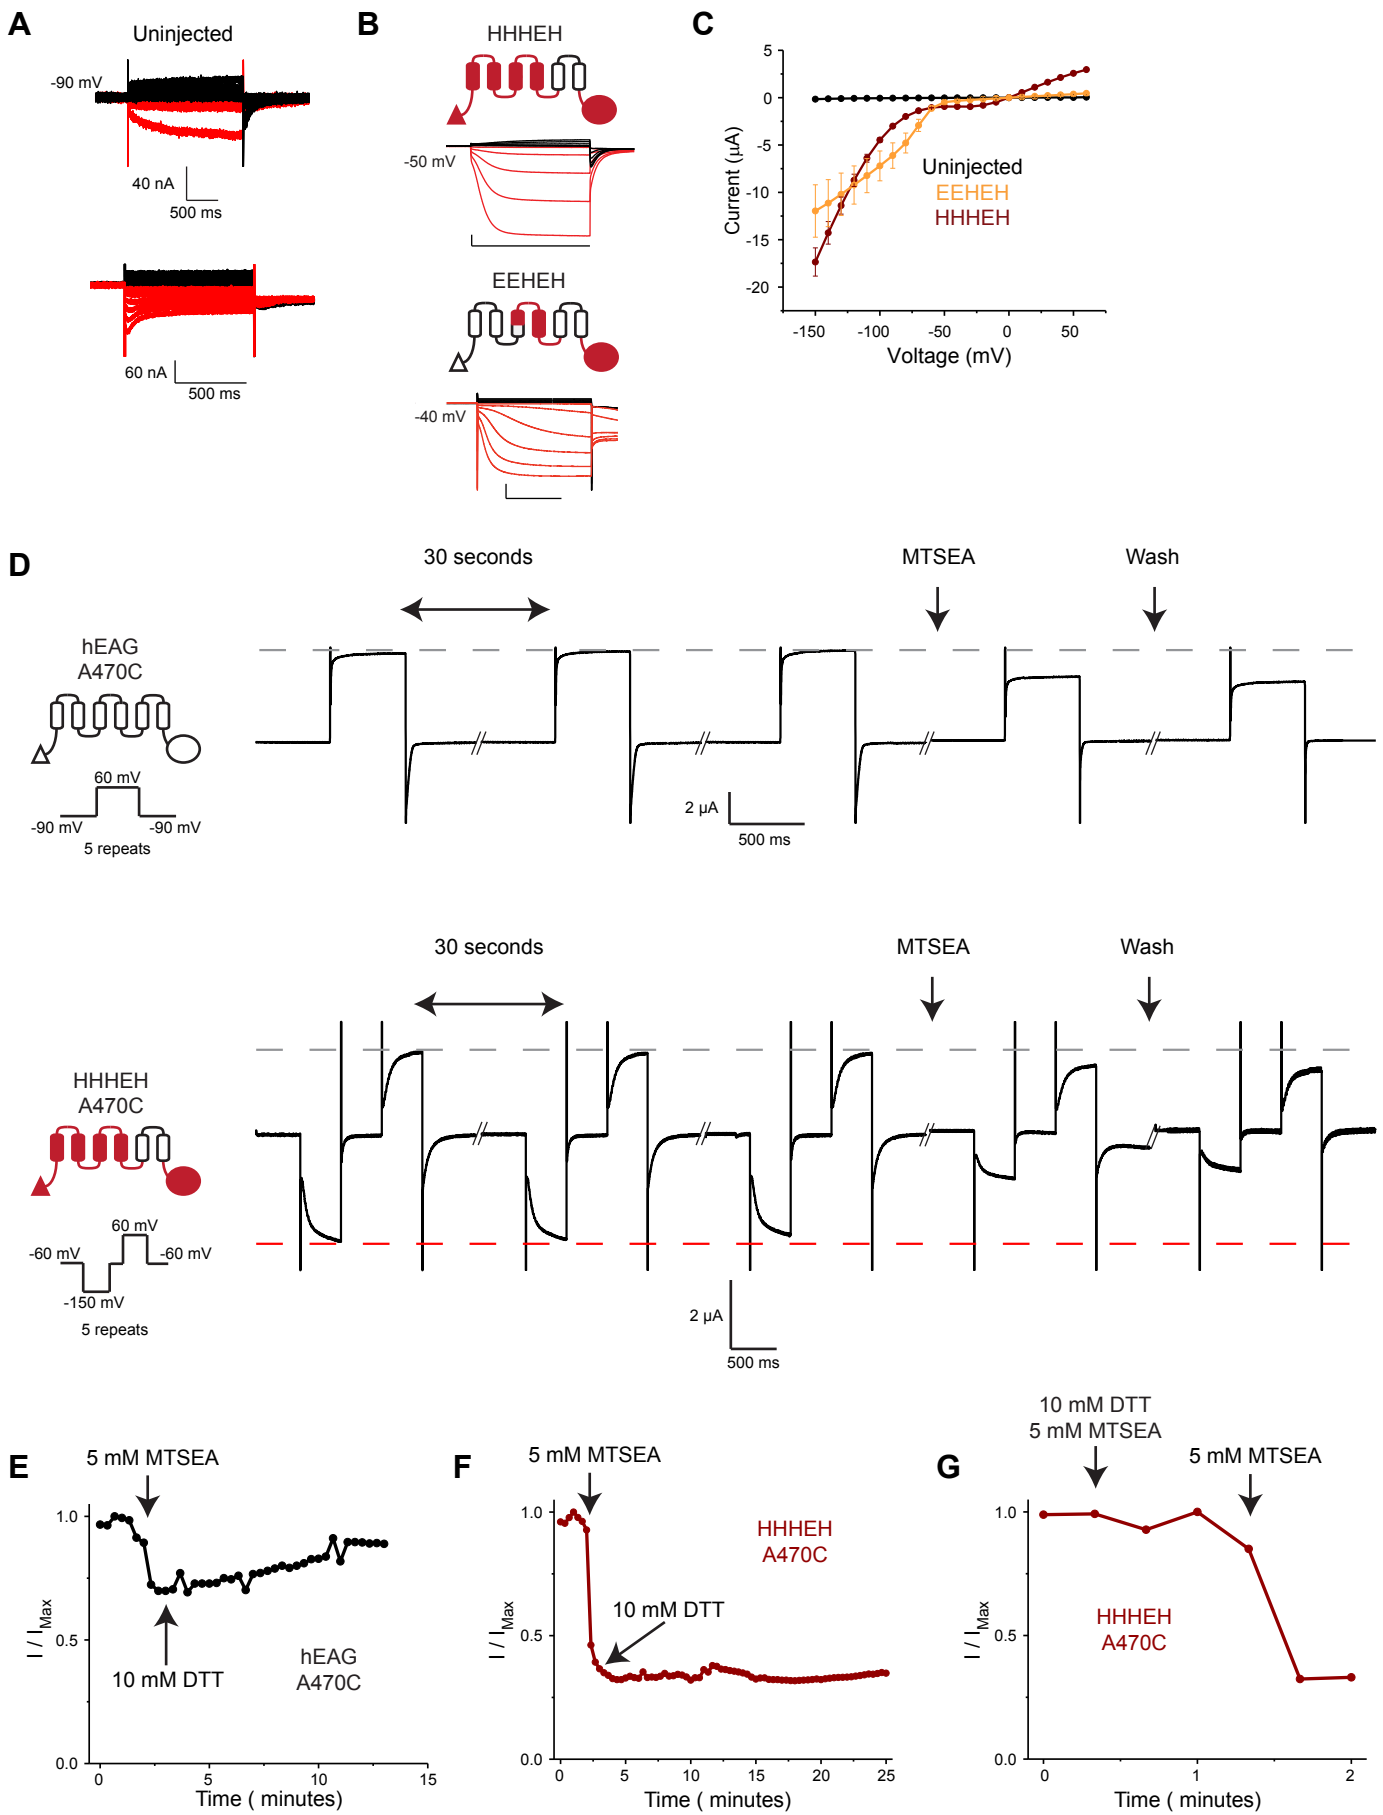 A
Uninjected
-90 mV
40 nA
500 ms
60 nA
500 ms
B
HHHEH
-50 mV
EEHEH
-40 mV
C
5
0
-5
-10
-15
-20
Current (μA)
Uninjected
EEHEH
HHHEH
-150
-100
-50
0
50
Voltage (mV)
D
30 seconds
MTSEA
Wash
hEAG
A470C
60 mV
-90 mV
-90 mV
5 repeats
2 μA
500 ms
30 seconds
MTSEA
Wash
HHHEH
A470C
60 mV
-60 mV
-60 mV
-150 mV
5 repeats
2 μA
500 ms
E
5 mM MTSEA
1.0
0.5
0.0
I / IMax
10 mM DTT
hEAG
A470C
0
5
10
15
Time ( minutes)
F
5 mM MTSEA
1.0
0.5
0.0
I / IMax
HHHEH
A470C
10 mM DTT
0
5
10
15
20
25
Time ( minutes)
G
10 mM DTT
5 mM MTSEA
5 mM MTSEA
1.0
0.5
0.0
I / IMax
HHHEH
A470C
0
1
2
Time ( minutes)